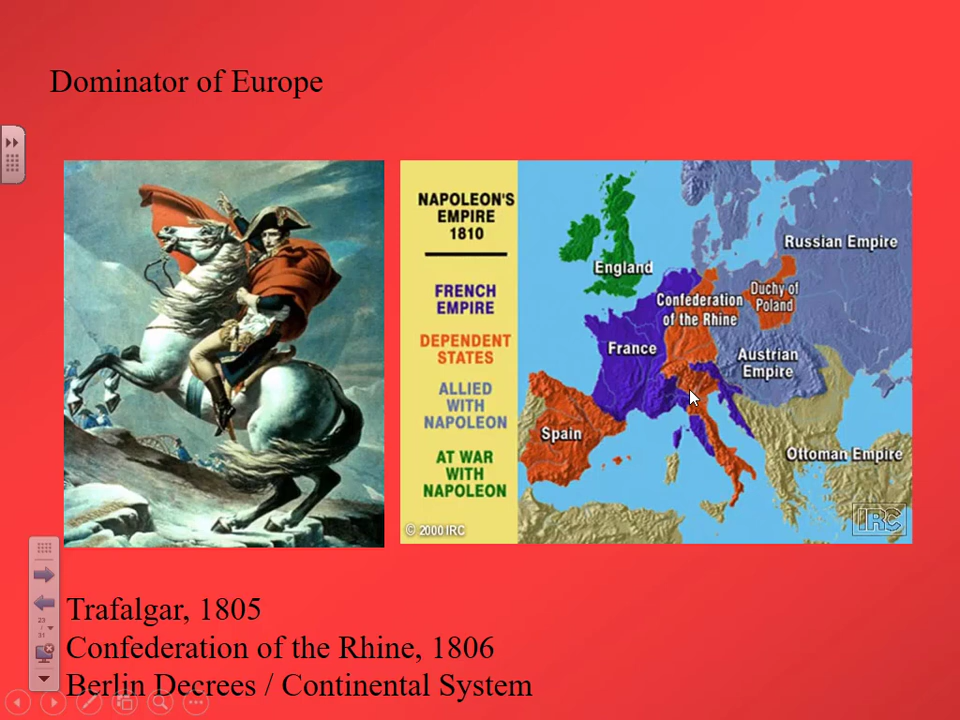 Dominator of Europe
NAPOLEON'S
EMPIRE
1810
FRENCH
EMPIRE
DEPENDENT
STATES
ALLIED
WITH
NAPOLEON
AT WAR
WITH
NAPOLEON
© 2000 IRC
Russian Empire
England
Duchy of
Poland
Confederation
of the Rhine
France
Austrian
Empire
Spain
Ottoman Empire
IRC
Trafalgar, 1805
Confederation of the Rhine, 1806
Berlin Decrees / Continental System
23
/
31